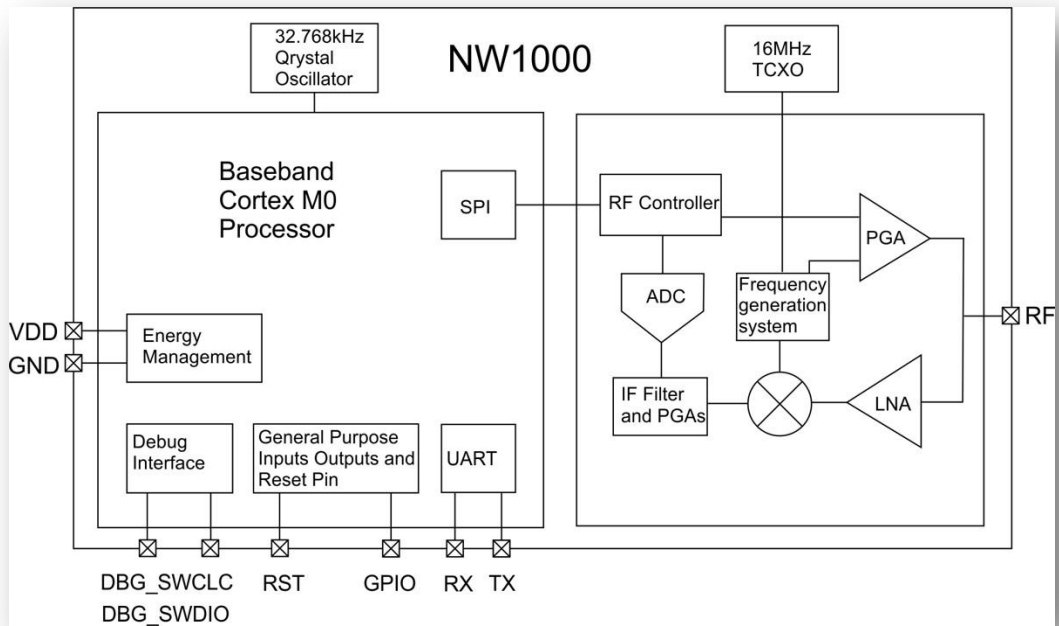 32.768kHz
Qrystal
Oscillator
NW1000
16MHz
TCXO
Baseband
Cortex M0
Processor
SPI
RF Controller
PGA
ADC
Frequency
generation
system
RF
VDD
GND
Energy
Management
IF Filter
and PGAs
LNA
Debug
Interface
General Purpose
Inputs Outputs and
Reset Pin
UART
DBG_SWCLC
DBG_SWDIO
RST
GPIO
RX
TX